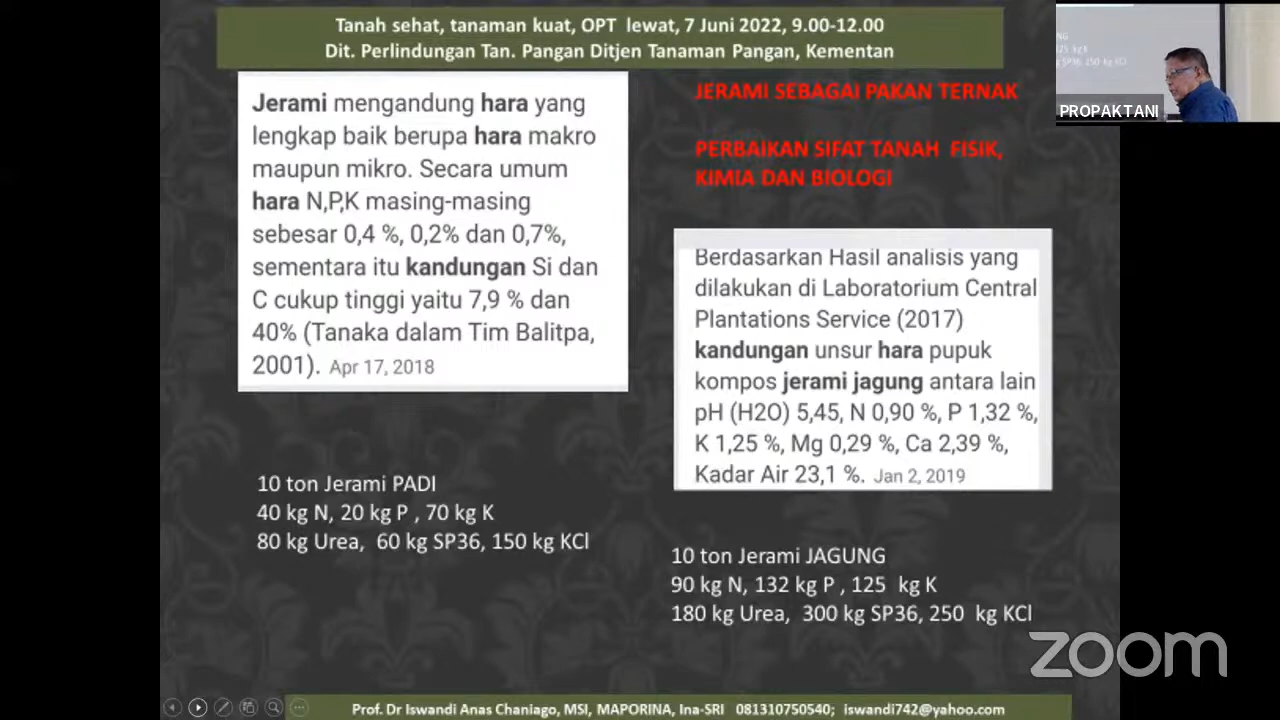 Tanah sehat, tanaman kuat, OPT lewat, 7 Juni 2022, 9.00-12.00
Dit. Perlindungan Tan. Pangan Ditjen Tanaman Pangan, Kementan
Jerami mengandung hara yang
lengkap baik berupa hara makro
maupun mikro. Secara umum
hara N,P,K masing-masing
sebesar 0,4 %, 0,2% dan 0,7%,
sementara itu kandungan Si dan
C cukup tinggi yaitu 7,9 % dan
40% (Tanaka dalam Tim Balitpa,
2001). Apr 17, 2018
10 ton Jerami PADI
40 kg N, 20 kg P , 70 kg K
80 kg Urea, 60 kg SP36, 150 kg KCl
JERAMI SEBAGAI PAKAN TERNAK
PERBAIKAN SIFAT TANAH FISIK,
KIMIA DAN BIOLOGI
Berdasarkan Hasil analisis yang
dilakukan di Laboratorium Central
Plantations Service (2017)
kandungan unsur hara pupuk
kompos jerami jagung antara lain
pH (H2O) 5,45, N 0,90 %, P 1,32 %,
K 1,25 %, Mg 0,29 %, Ca 2,39 %,
Kadar Air 23,1 %. Jan 2, 2019
10 ton Jerami JAGUNG
90 kg N, 132 kg P , 125 kg K
180 kg Urea, 300 kg SP36, 250 kg KCl
Prof. Dr Iswandi Anas Chaniago, MSI, MAPORINA, Ina-SRI 081310750540; iswandi742@yahoo.com
PROPAKTANI
zoom